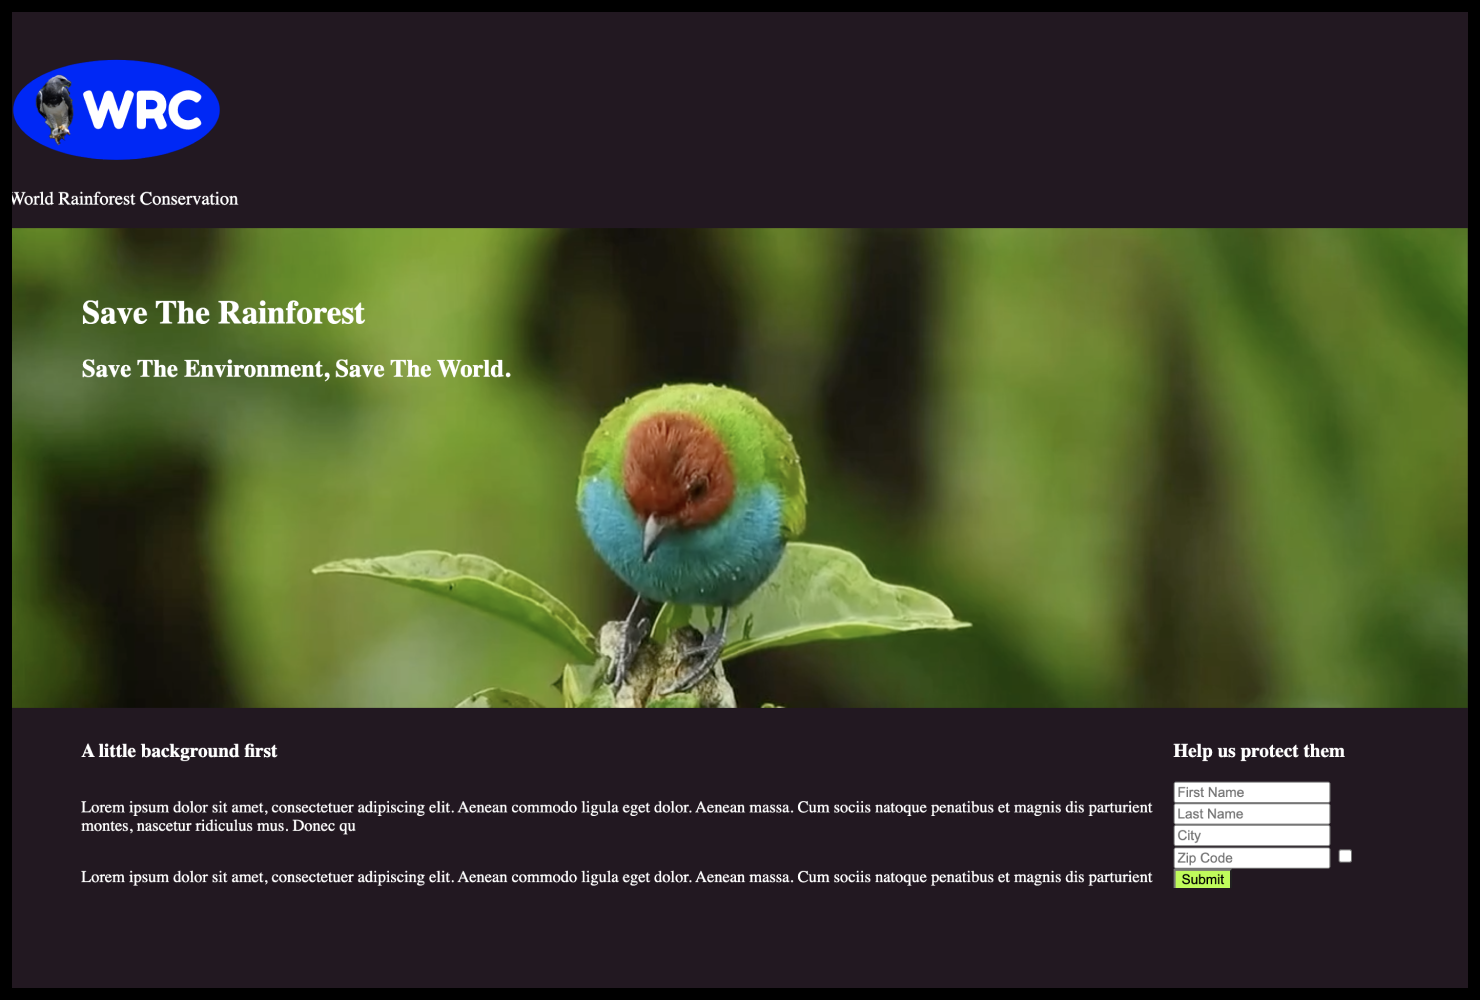 WRC
World Rainforest Conservation
Save The Rainforest
Save The Environment, Save The World.
A little background first
Lorem ipsum dolor sit amet, consectetuer adipiscing elit. Aenean commodo ligula eget dolor. Aenean massa. Cum sociis natoque penatibus et magnis dis parturient
montes, nascetur ridiculus mus. Donec qu
Lorem ipsum dolor sit amet, consectetuer adipiscing elit. Aenean commodo ligula eget dolor. Aenean massa. Cum sociis natoque penatibus et magnis dis parturient
Help us protect them
First Name
Last Name
City
Zip Code
Submit